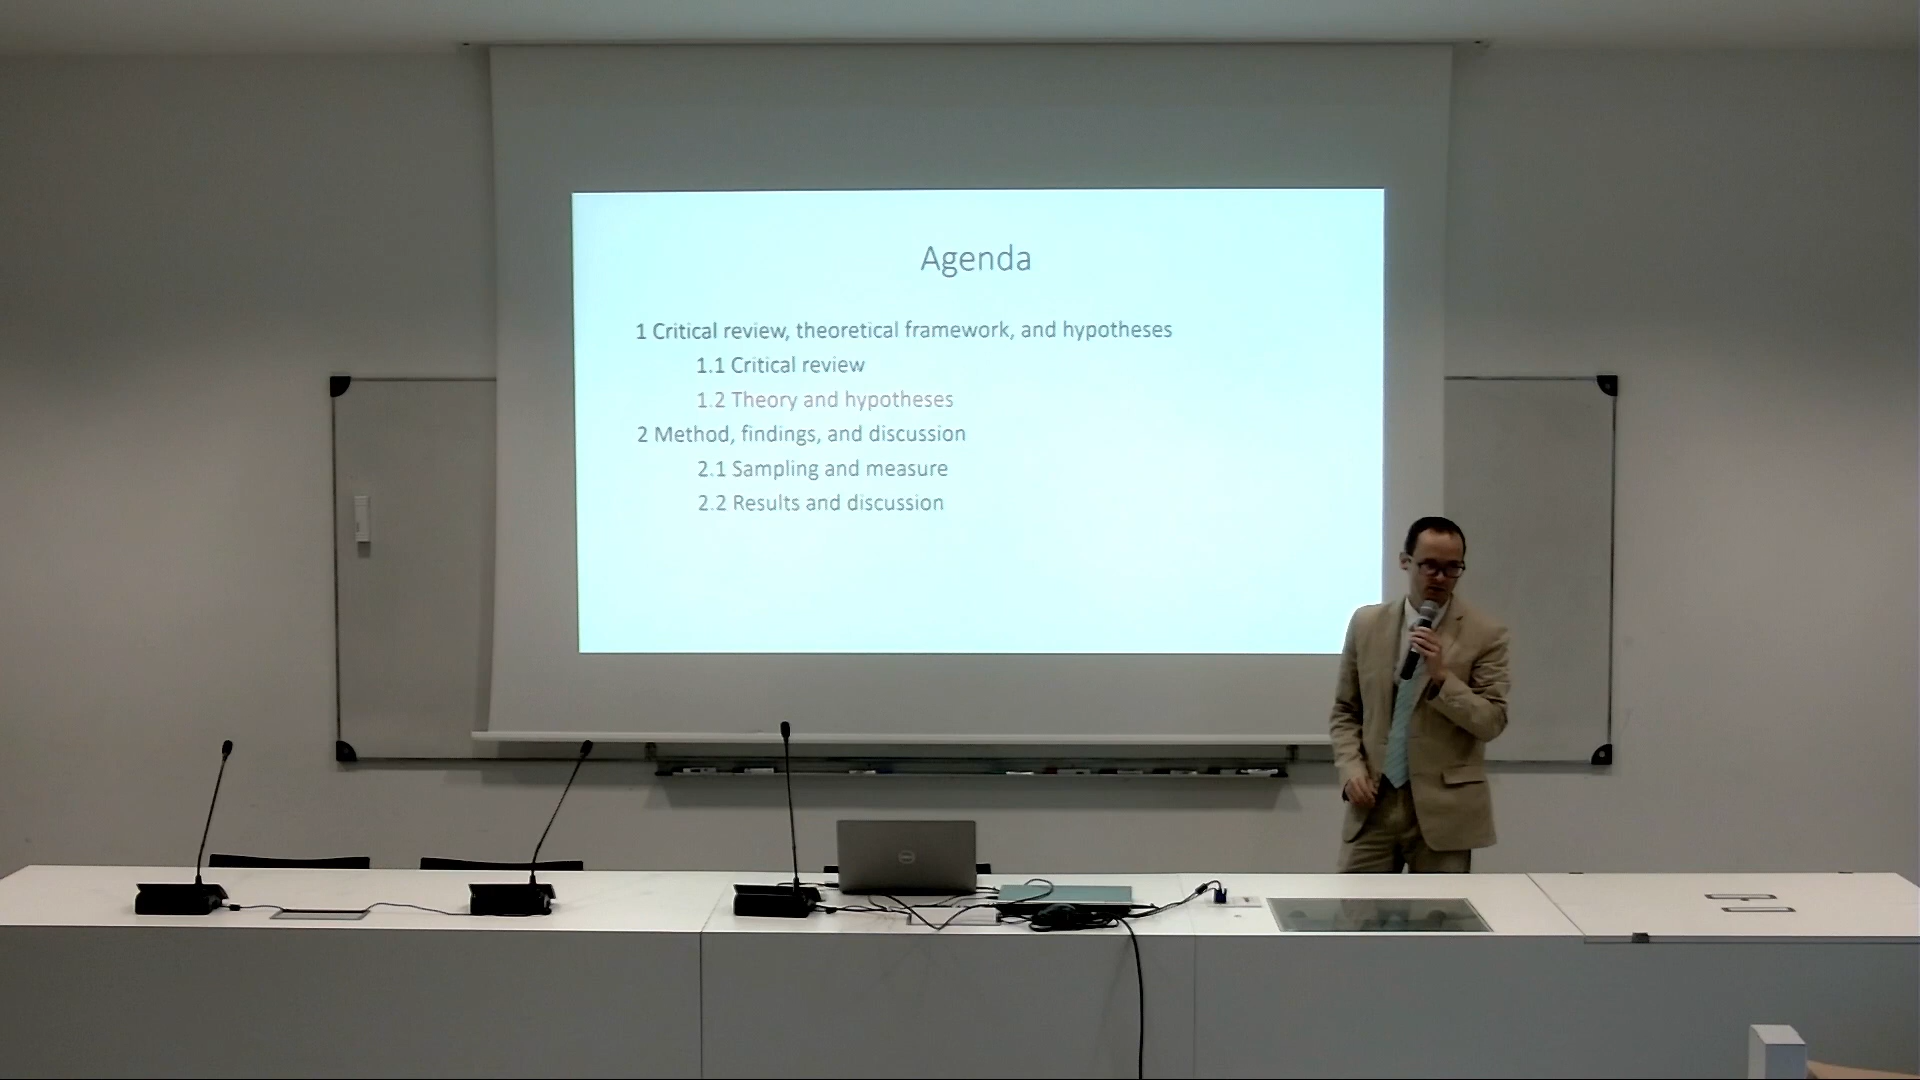 Agenda
1 Critical review, theoretical framework, and hypotheses
1.1 Critical review
1.2 Theory and hypotheses
2 Method, findings, and discussion
2.1 Sampling and measure
2.2 Results and discussion
DELL